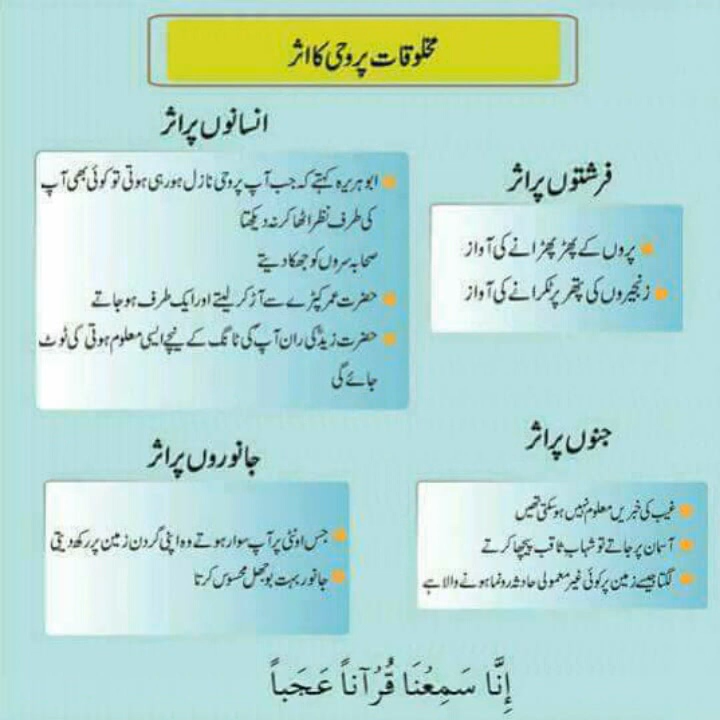 مخلوقات پر وحی کا اثر
فرشتوں پر اثر
پروں کے پھڑ پھڑانے کی آواز
زنجیروں کی پتھر پر ٹکرانے کی آواز
انسانوں پر اثر
ابو ہریرہ کہتے کہ جب آپ پر وحی نازل ہو رہی ہوتی تو کوئی بھی آپ
کی طرف نظر اٹھا کر نہ دیکھتا
صحابہ سروں کو جھکا دیتے
حضرت عمر کپڑے سے آڑ کر لیتے اور ایک طرف ہو جاتے
حضرت زیدؓ کی ران آپ کی ٹانگ کے نیچے ایسی معلوم ہوتی کی ٹوٹ
جائے گی
جنوں پر اثر
غیب کی خبریں معلوم نہیں ہو سکتی تھیں
آسمان پر جاتے تو شہاب ثاقب پیچھا کرتے
لگتا جیسے زمین پر کوئی غیر معمولی حادثہ رونما ہونے والا ہے
جانوروں پر اثر
جس اونٹنی پر آپ سوار ہوتے وہ اپنی گردن زمین پر رکھ دیتی
جانور بہت بوجھل محسوس کرتا
إِنَّا سَمِعْنَا قُرْآناً عَجَباً